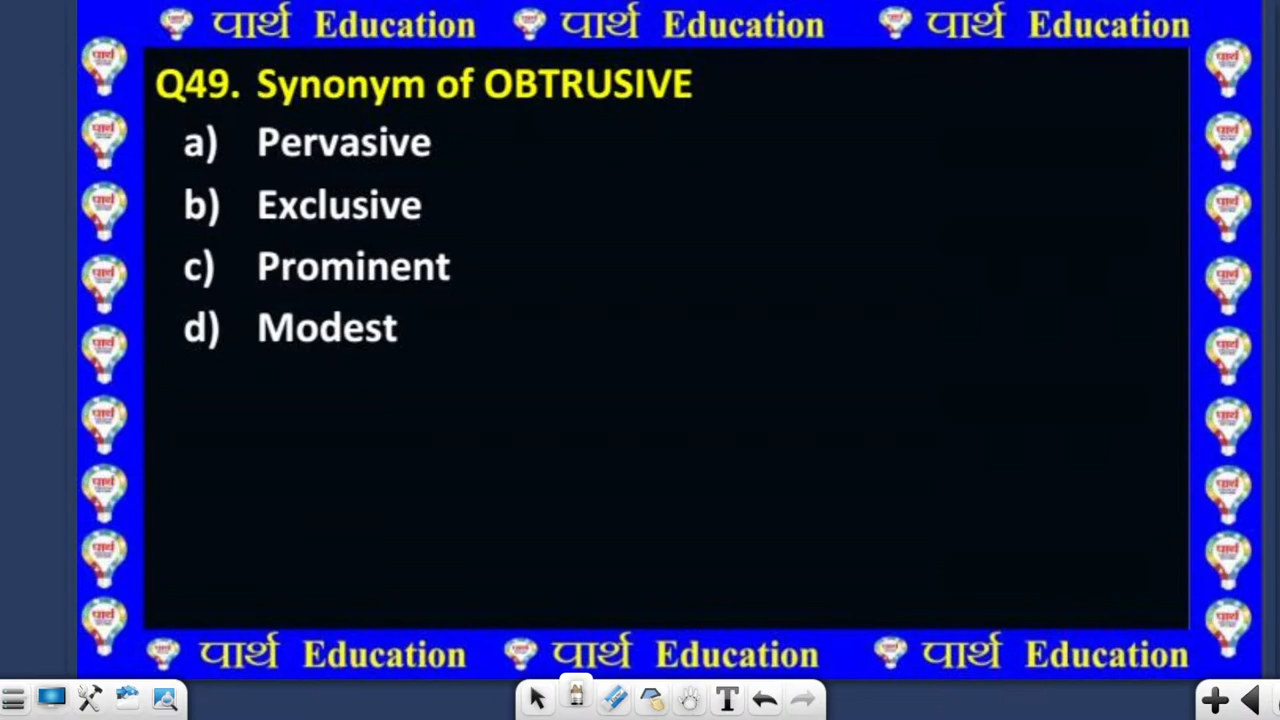 पार्थ Education पार्थ Education पार्थ Education
Q49. Synonym of OBTRUSIVE
a) Pervasive
b) Exclusive
c) Prominent
d) Modest
पार्थ Education पार्थ Education पार्थ Education